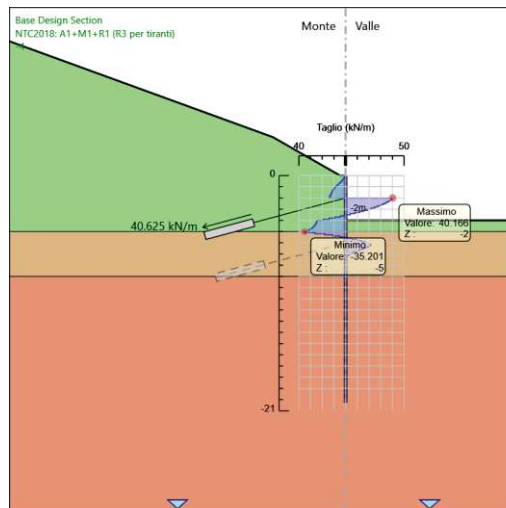 Base Design Section
NTC2018: A1+M1+R1 (R3 per tiranti)
Monte
Valle
Taglio (kN/m)
40
50
0
-2m
Massimo
Valore: 40.166
Z : -2
40.625 kN/m
Minimo
Valore: -35.201
Z : -5
-21